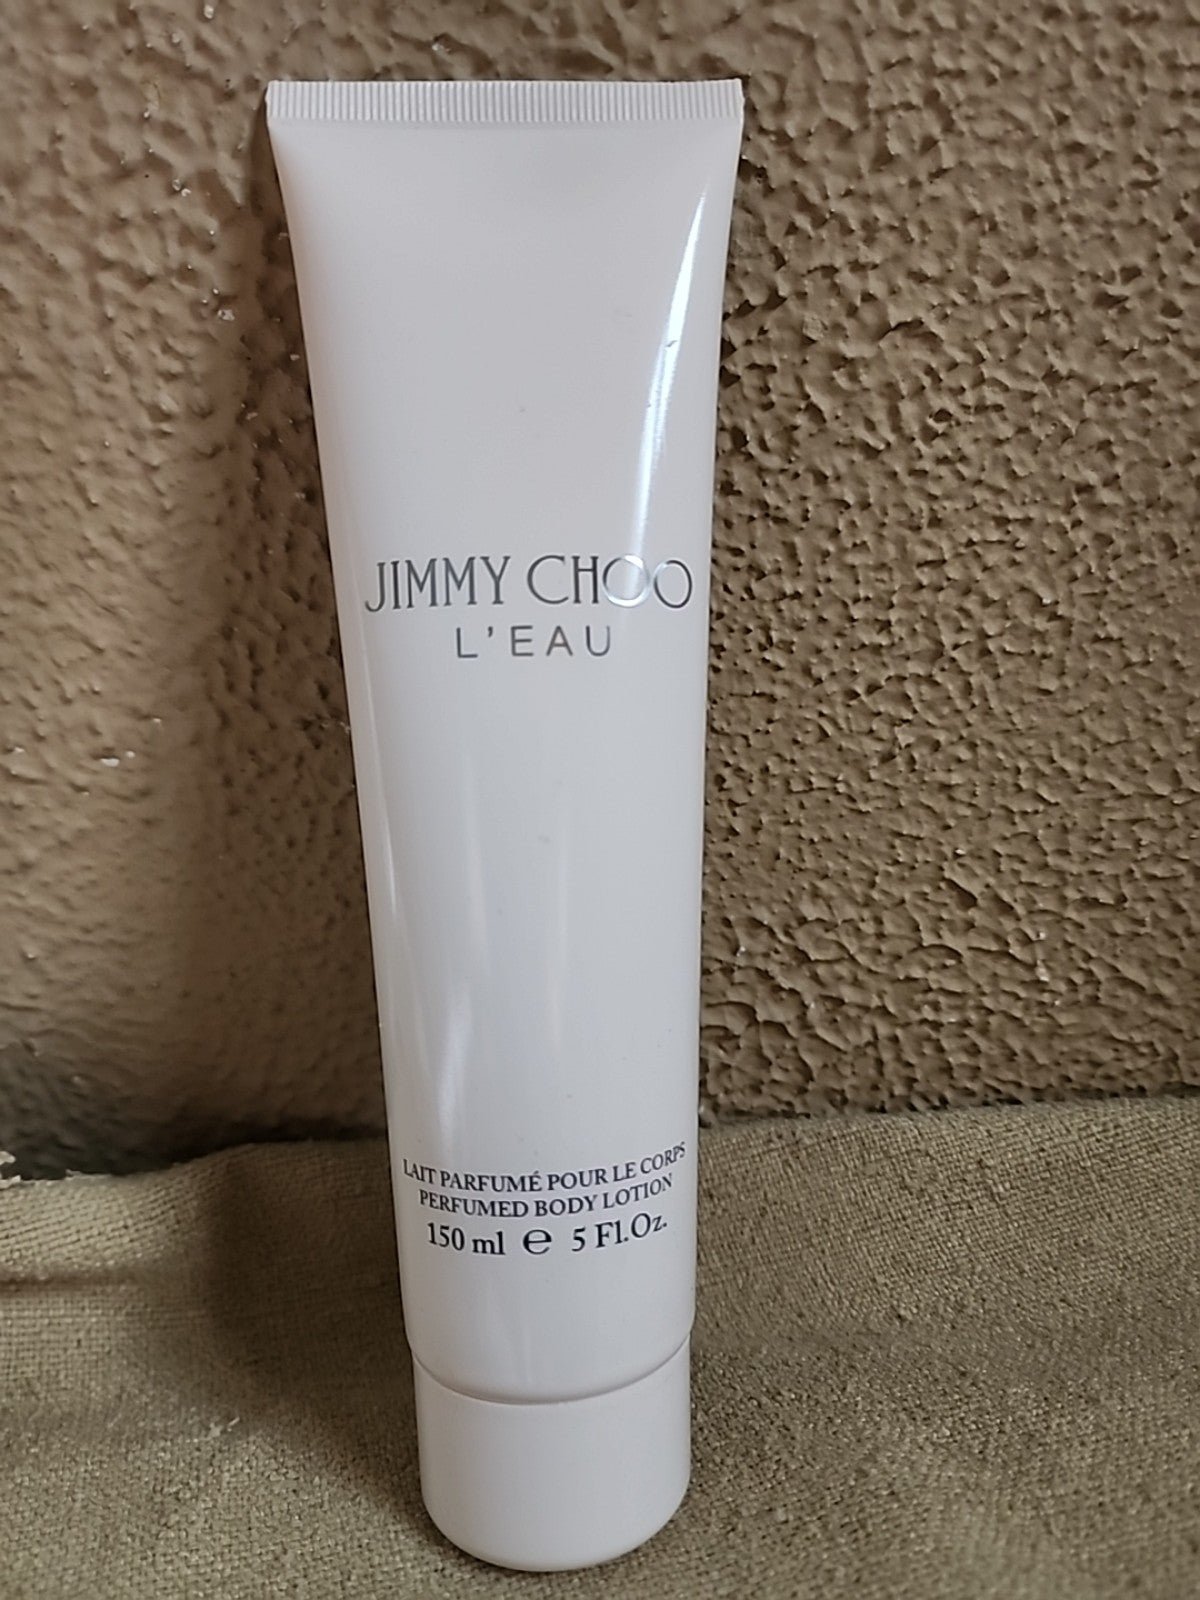 JIMMY CHOO
L'EAU
LAIT PARFUMÉ POUR LE CORPS
PERFUMED BODY LOTION
150 ml ℮ 5 Fl.Oz.